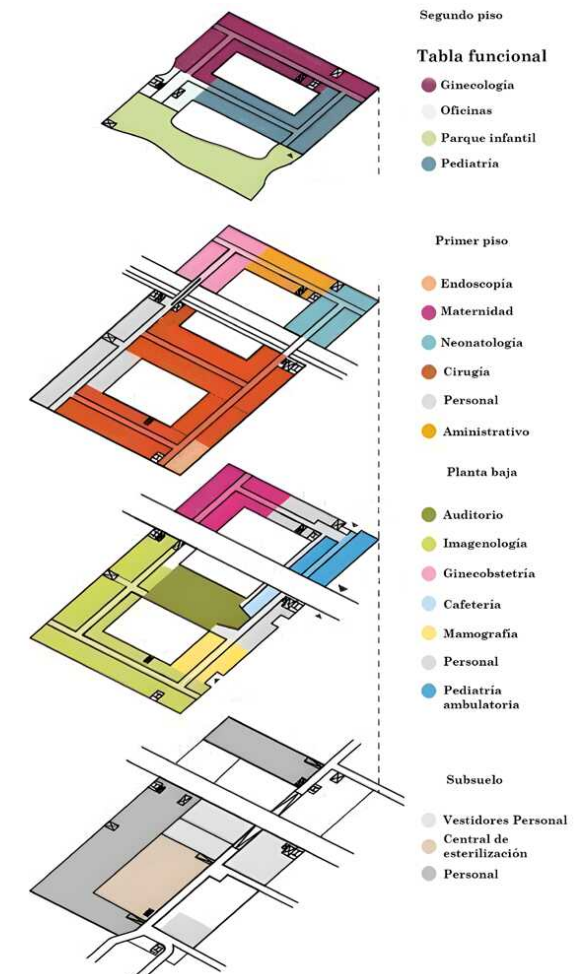 Segundo piso
Tabla funcional
Ginecología
Oficinas
Parque infantil
Pediatría
Primer piso
Endoscopía
Maternidad
Neonatología
Cirugía
Personal
Aministrativo
Planta baja
Auditorio
Imagenología
Ginecobstetría
Cafetería
Mamografía
Personal
Pediatría
ambulatoria
Subsuelo
Vestidores Personal
Central de
esterilización
Personal